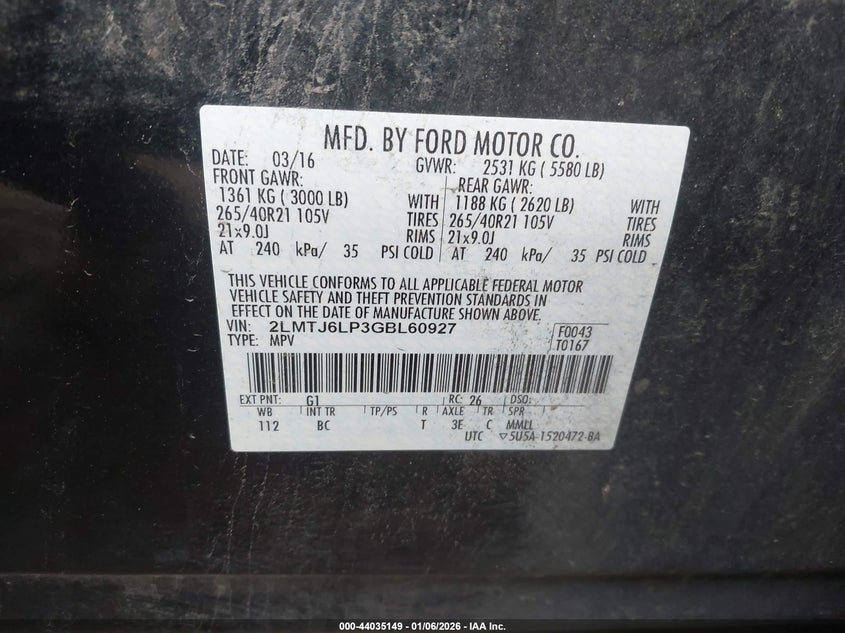 MFD. BY FORD MOTOR CO.
DATE: 03/16 GVWR: 2531 KG ( 5580 LB)
FRONT GAWR: REAR GAWR:
1361 KG ( 3000 LB) WITH 1188 KG ( 2620 LB) WITH
265/40R21 105V TIRES 265/40R21 105V TIRES
21x9.0J RIMS 21x9.0J RIMS
AT 240 kPa/ 35 PSI COLD AT 240 kPa/ 35 PSI COLD
THIS VEHICLE CONFORMS TO ALL APPLICABLE FEDERAL MOTOR
VEHICLE SAFETY AND THEFT PREVENTION STANDARDS IN
EFFECT ON THE DATE OF MANUFACTURE SHOWN ABOVE.
VIN: 2LMTJ6LP3GBL60927 F0043
TYPE: MPV T0167
EXT PNT: G1 RC: 26 DSO:
WB INT TR TP/PS R AXLE TR SPR
112 BC T 3E C MMLL
UTC ▽5U5A-1520472-BA
000-44035149 - 01/06/2026 - IAA Inc.